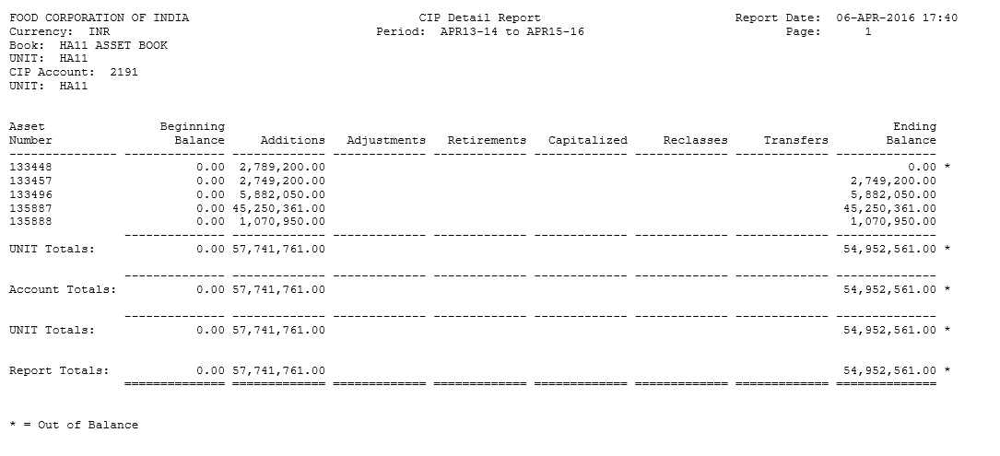 FOOD CORPORATION OF INDIA CIP Detail Report Report Date: 06-APR-2016 17:40
Currency: INR Period: APR13-14 to APR15-16 Page: 1
Book: HA11 ASSET BOOK
UNIT: HA11
CIP Account: 2191
UNIT: HA11
Asset Beginning Ending
Number Balance Additions Adjustments Retirements Capitalized Reclasses Transfers Balance
--------------- -------------- ------------- ------------- ------------- ------------- ------------- ------------- --------------
133448 0.00 2,789,200.00 0.00 *
133457 0.00 2,749,200.00 2,749,200.00
133496 0.00 5,882,050.00 5,882,050.00
135887 0.00 45,250,361.00 45,250,361.00
135888 0.00 1,070,950.00 1,070,950.00
-------------- ------------- ------------- ------------- ------------- ------------- ------------- --------------
UNIT Totals: 0.00 57,741,761.00 54,952,561.00 *
-------------- ------------- ------------- ------------- ------------- ------------- ------------- --------------
Account Totals: 0.00 57,741,761.00 54,952,561.00 *
-------------- ------------- ------------- ------------- ------------- ------------- ------------- --------------
UNIT Totals: 0.00 57,741,761.00 54,952,561.00 *
Report Totals: 0.00 57,741,761.00 54,952,561.00 *
============== ============= ============= ============= ============= ============= ============= ==============
* = Out of Balance